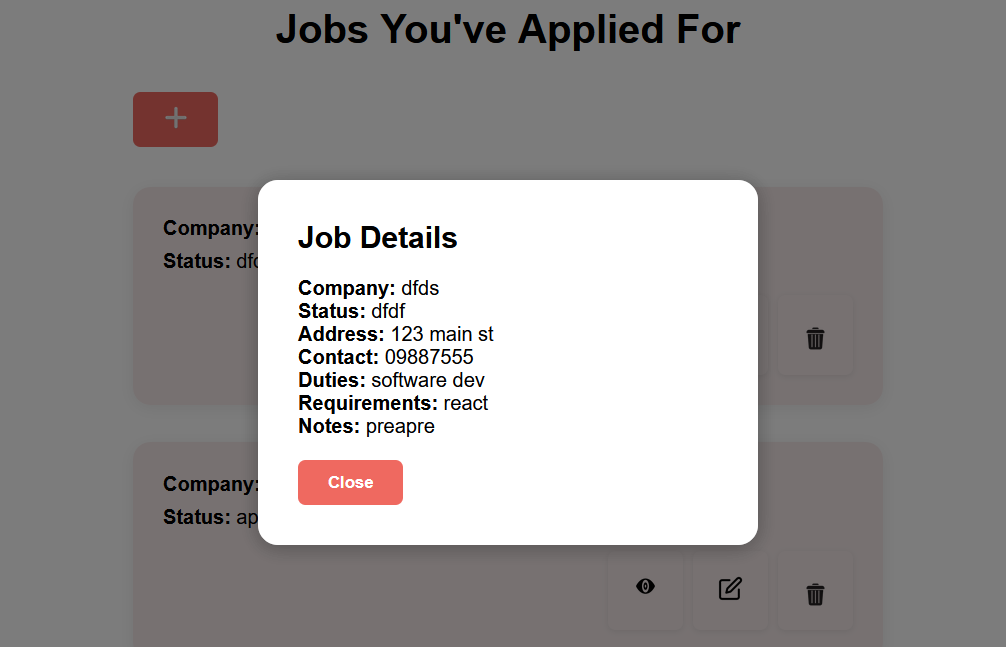 Jobs You've Applied For
Company:
Status:
Job Details
Company: dfds
Status: dfdf
Address: 123 main st
Contact: 09887555
Duties: software dev
Requirements: react
Notes: preapre
Close
Company:
Status: ap